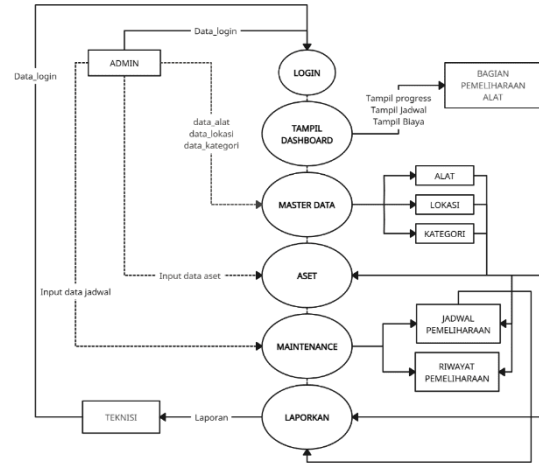 Data_login
ADMIN
Data_login
LOGIN
BAGIAN
PEMELIHARAAN
ALAT
Tampil progress
Tampil Jadwal
Tampil Biaya
data_alat
data_lokasi
data_kategori
TAMPIL
DASHBOARD
ALAT
MASTER DATA
LOKASI
KATEGORI
Input data aset
ASET
Input data jadwal
JADWAL
PEMELIHARAAN
MAINTENANCE
RIWAYAT
PEMELIHARAAN
TEKNISI
Laporan
LAPORKAN